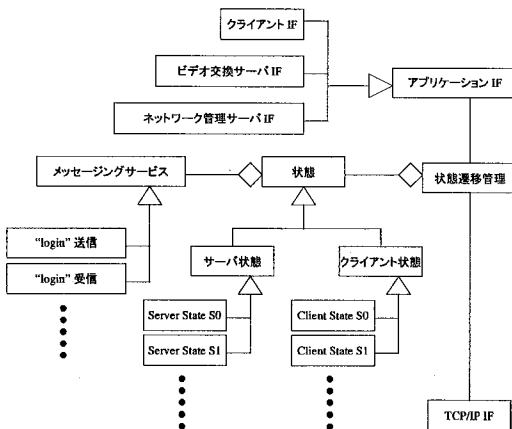 クライアント IF
ビデオ交換サーバ IF
アプリケーション IF
ネットワーク管理サーバ IF
メッセージングサービス
状態
状態遷移管理
“login” 送信
“login” 受信
サーバ状態
クライアント状態
Server State S0
Server State S1
Client State S0
Client State S1
TCP/IP IF